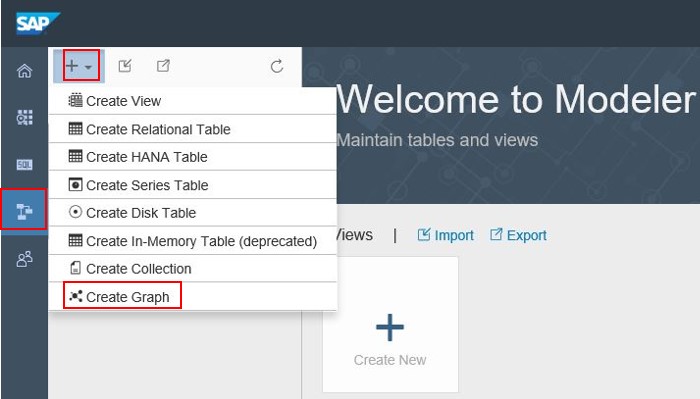 SAP
Create View
Create Relational Table
Create HANA Table
Create Series Table
Create Disk Table
Create In-Memory Table (deprecated)
Create Collection
Create Graph
Welcome to Modeler
Maintain tables and views
Views | Import Export
Create New
SQL